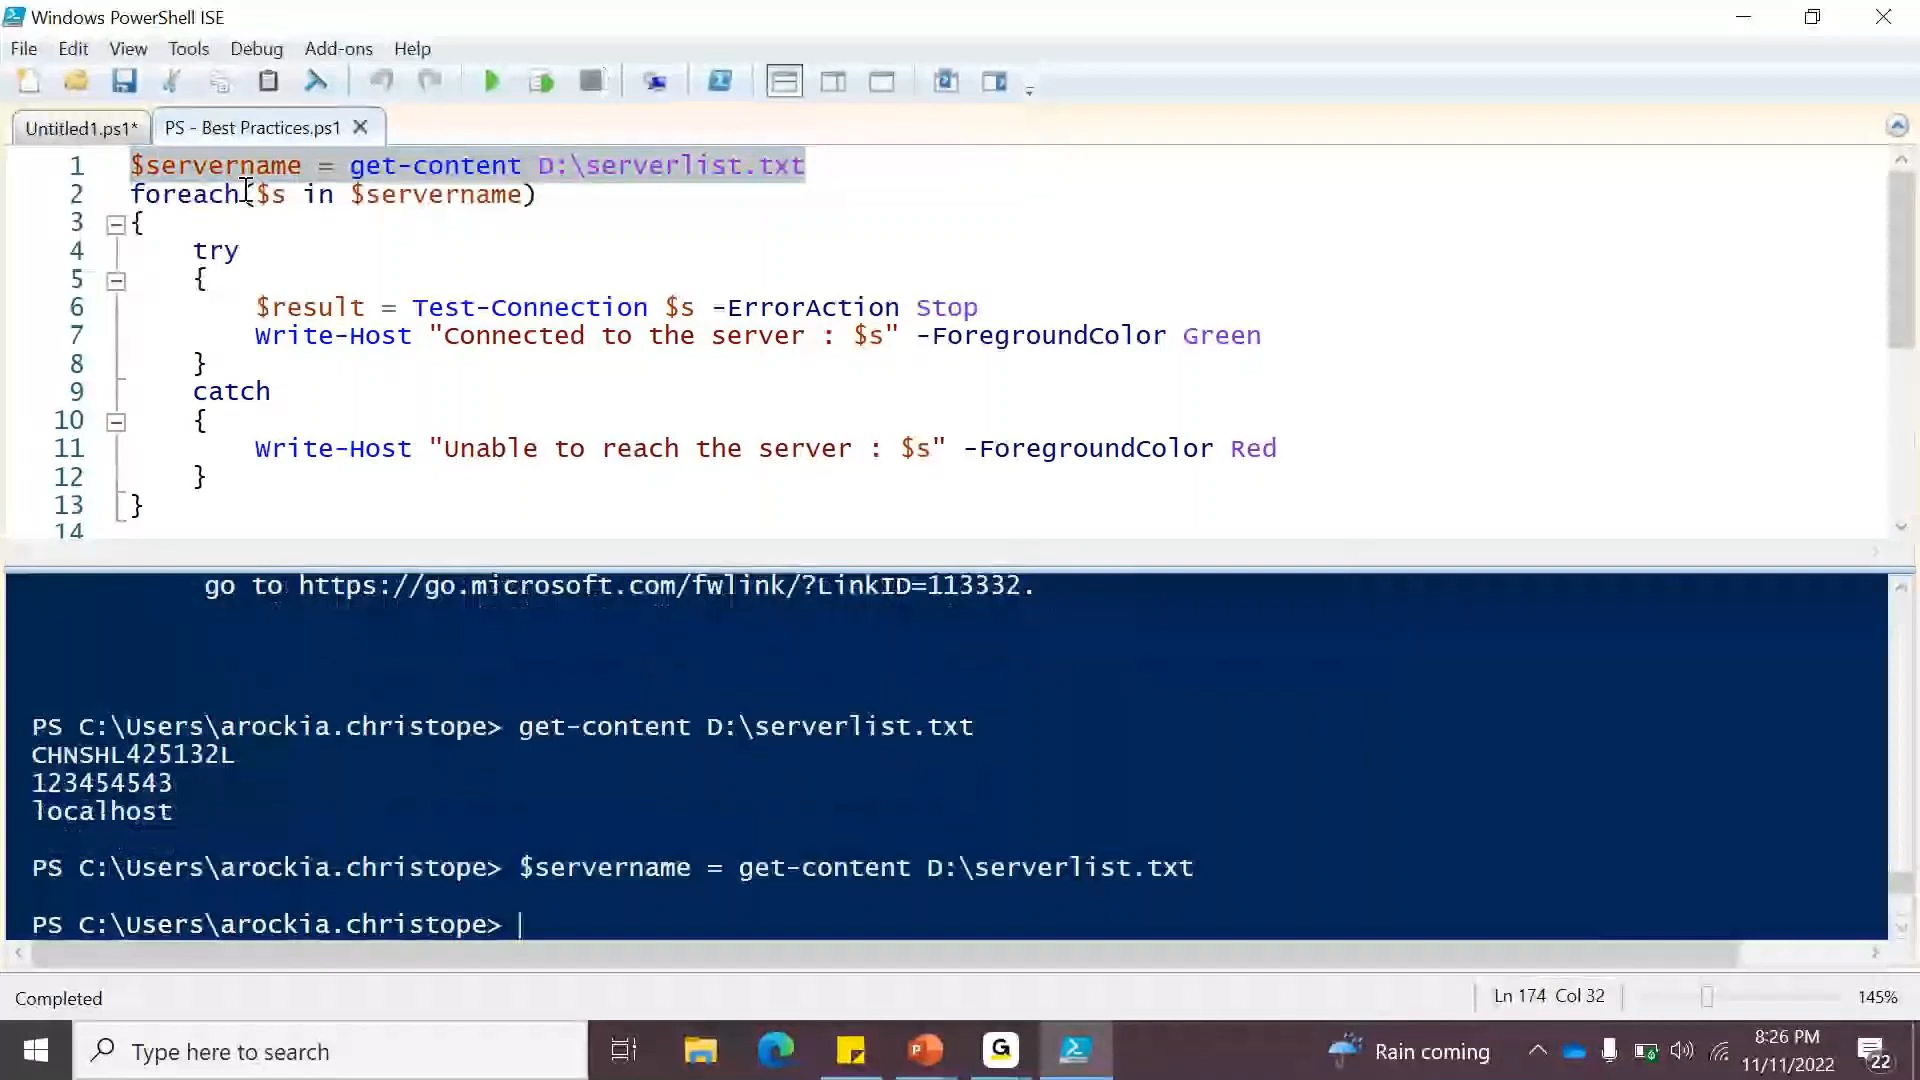 Windows PowerShell ISE
File Edit View Tools Debug Add-ons Help
Untitled1.ps1* PS - Best Practices.ps1
1 $servername = get-content D:\serverlist.txt
2 foreach($s in $servername)
3 {
4 try
5 {
6 $result = Test-Connection $s -ErrorAction Stop
7 Write-Host "Connected to the server : $s" -ForegroundColor Green
8 }
9 catch
10 {
11 Write-Host "Unable to reach the server : $s" -ForegroundColor Red
12 }
13 }
14
go to https://go.microsoft.com/fwlink/?LinkID=113332.
PS C:\Users\arockia.christope> get-content D:\serverlist.txt
CHNSHL425132L
123454543
localhost
PS C:\Users\arockia.christope> $servername = get-content D:\serverlist.txt
PS C:\Users\arockia.christope>
Completed Ln 174 Col 32 145%
Type here to search Rain coming 8:26 PM 22
11/11/2022